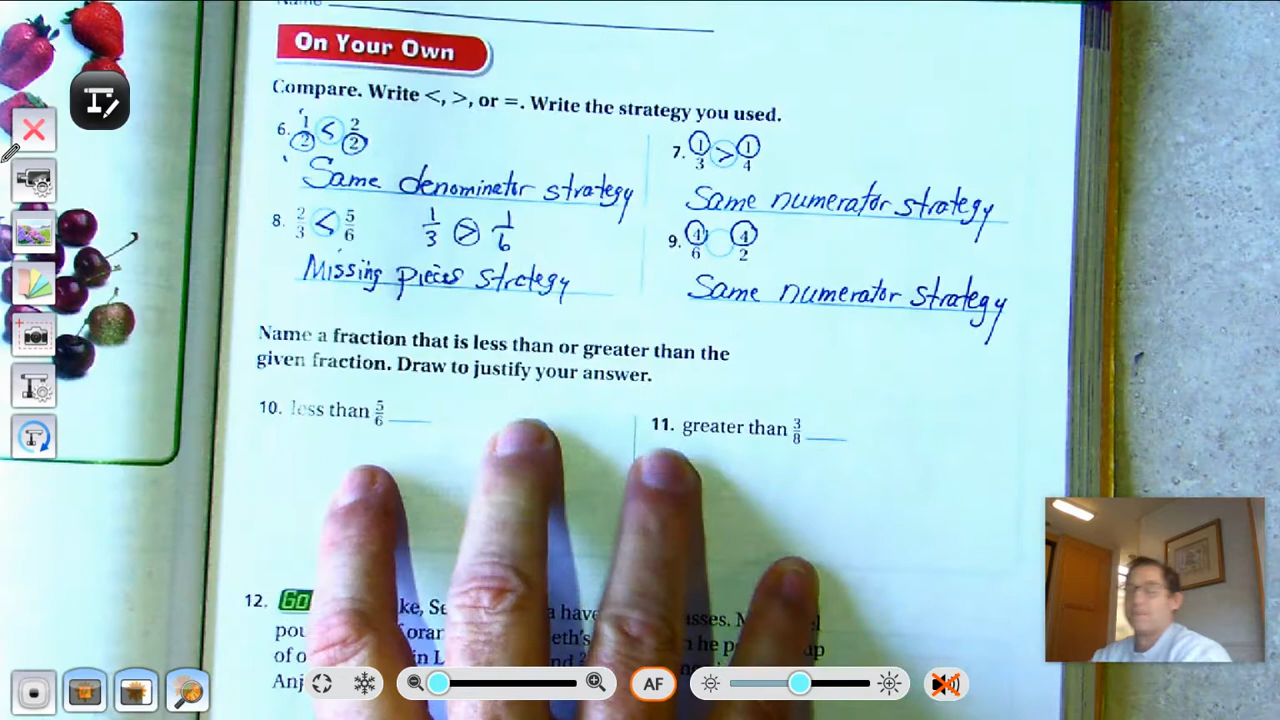 On Your Own
Compare. Write <, >, or =. Write the strategy you used.
6. 1/2 < 2/2
Same denominator strategy
7. 1/3 > 1/4
Same numerator strategy
8. 2/3 < 5/6 1/3 > 1/6
Missing pieces strategy
9. 4/6 4/2
Same numerator strategy
Name a fraction that is less than or greater than the
given fraction. Draw to justify your answer.
10. less than 5/6
11. greater than 3/8
12. Go
AF